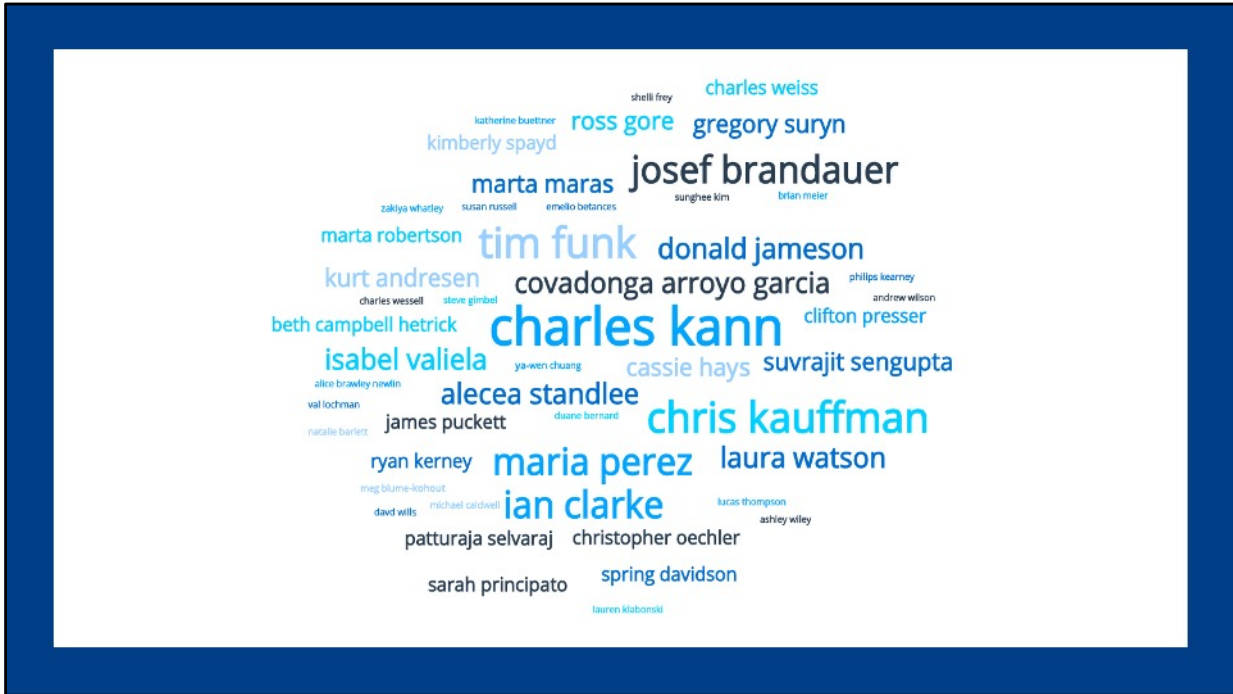 charles weiss
shelli frey
katherine buettner
ross gore
gregory suryn
kimberly spayd
josef brandauer
marta maras
sunghee kim
brian meier
zakiya whatley
susan russell
emelio betances
marta robertson
tim funk
donald jameson
kurt andresen
covadonga arroyo garcia
philips kearney
charles wessell
steve gimbel
andrew wilson
beth campbell hetrick
charles kann
clifton presser
isabel valiela
ya-wen chuang
cassie hays
suvrajit sengupta
alice brawley newlin
alecea standlee
val lochman
duane bernard
chris kauffman
james puckett
natalie barlett
ryan kerney
maria perez
laura watson
meg blume-kohout
michael caldwell
ian clarke
lucas thompson
davd wills
ashley wiley
patturaja selvaraj
christopher oechler
sarah principato
spring davidson
lauren klabonski